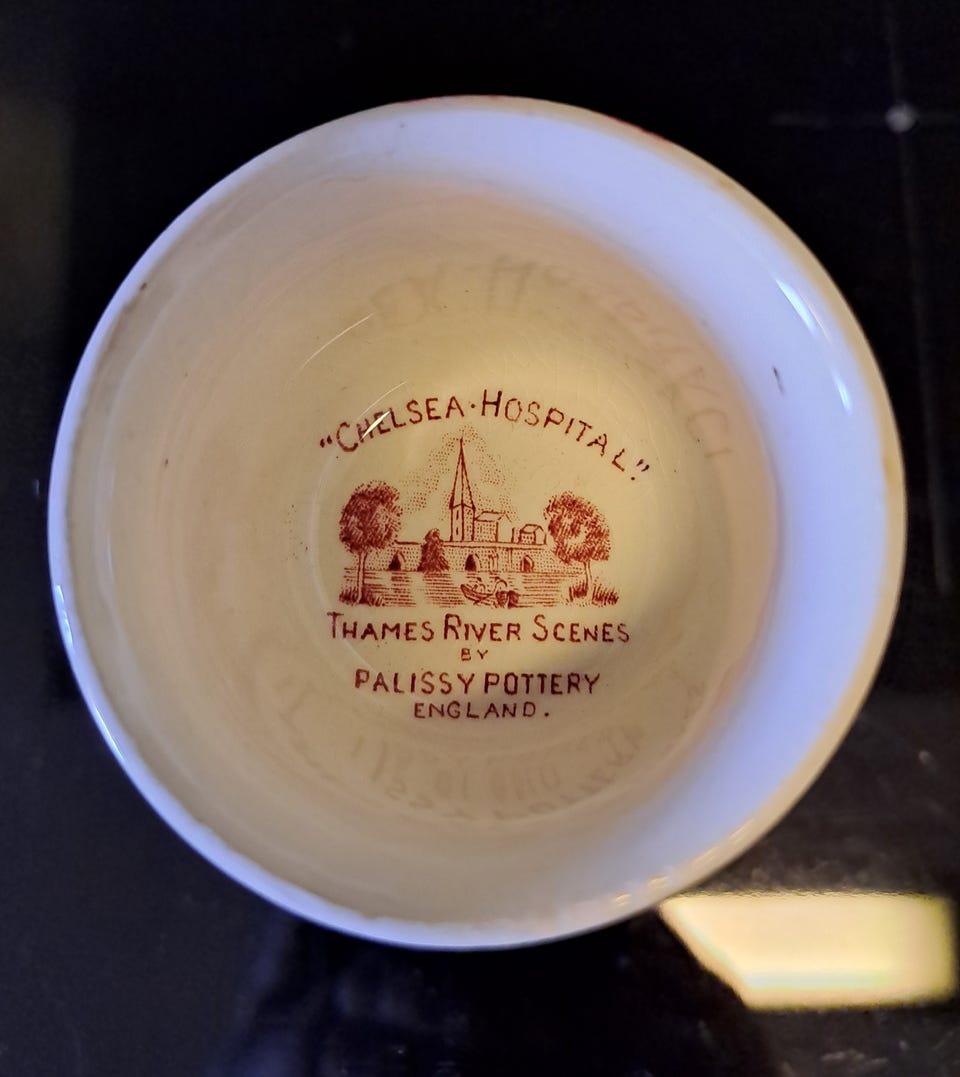 "CHELSEA·HOSPITAL".
THAMES RIVER SCENES
BY
PALISSY POTTERY
ENGLAND.